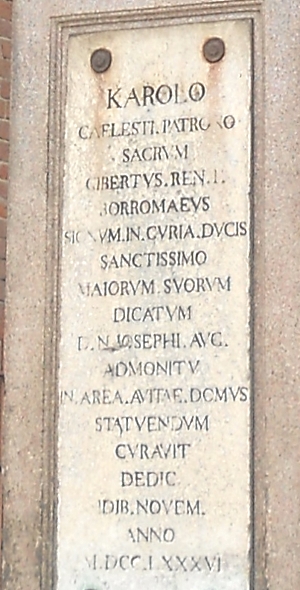 KAROLO
CAELESTI.PATRONO
SACRVM
GIBERTVS.REN.F.
BORROMAEVS
SIGNVM.IN.CVRIA.DVCIS
SANCTISSIMO
MAIORVM.SVORVM
DICATVM
D.N.IOSEPHI.AVG.
ADMONITV
IN.AREA.AVITAE.DOMVS
STATVENDVM
CVRAVIT
DEDIC.
IDIB.NOVEM.
ANNO
M.DCC.LXXXVI